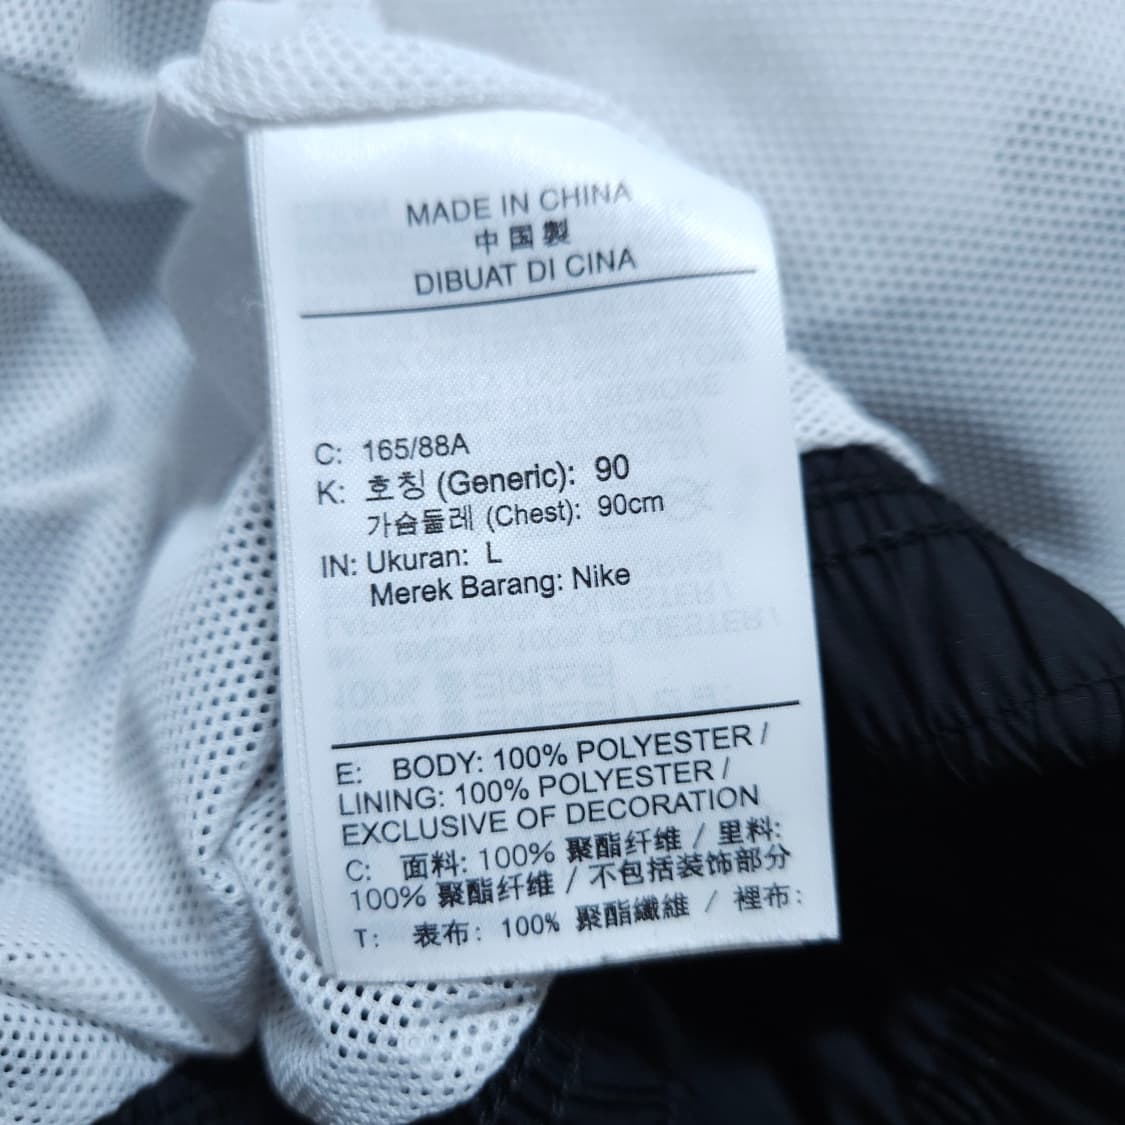 MADE IN CHINA
中国製
DIBUAT DI CINA
C: 165/88A
K: 호칭 (Generic): 90
가슴둘레 (Chest): 90cm
IN: Ukuran: L
Merek Barang: Nike
E: BODY: 100% POLYESTER /
LINING: 100% POLYESTER /
EXCLUSIVE OF DECORATION
C: 面料: 100% 聚酯纤维 / 里料:
100% 聚酯纤维 / 不包括装饰部分
T: 表布: 100% 聚酯纖維 / 裡布: